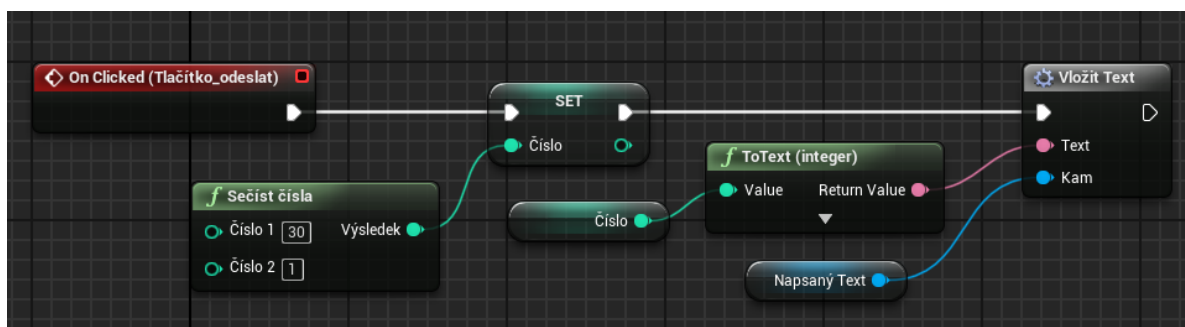 On Clicked (Tlačítko_odeslat)
SET
Číslo
Vložit Text
Text
Kam
f Sečíst čísla
Číslo 1 30 Výsledek
Číslo 2 1
Číslo
f ToText (integer)
Value Return Value
Napsaný Text